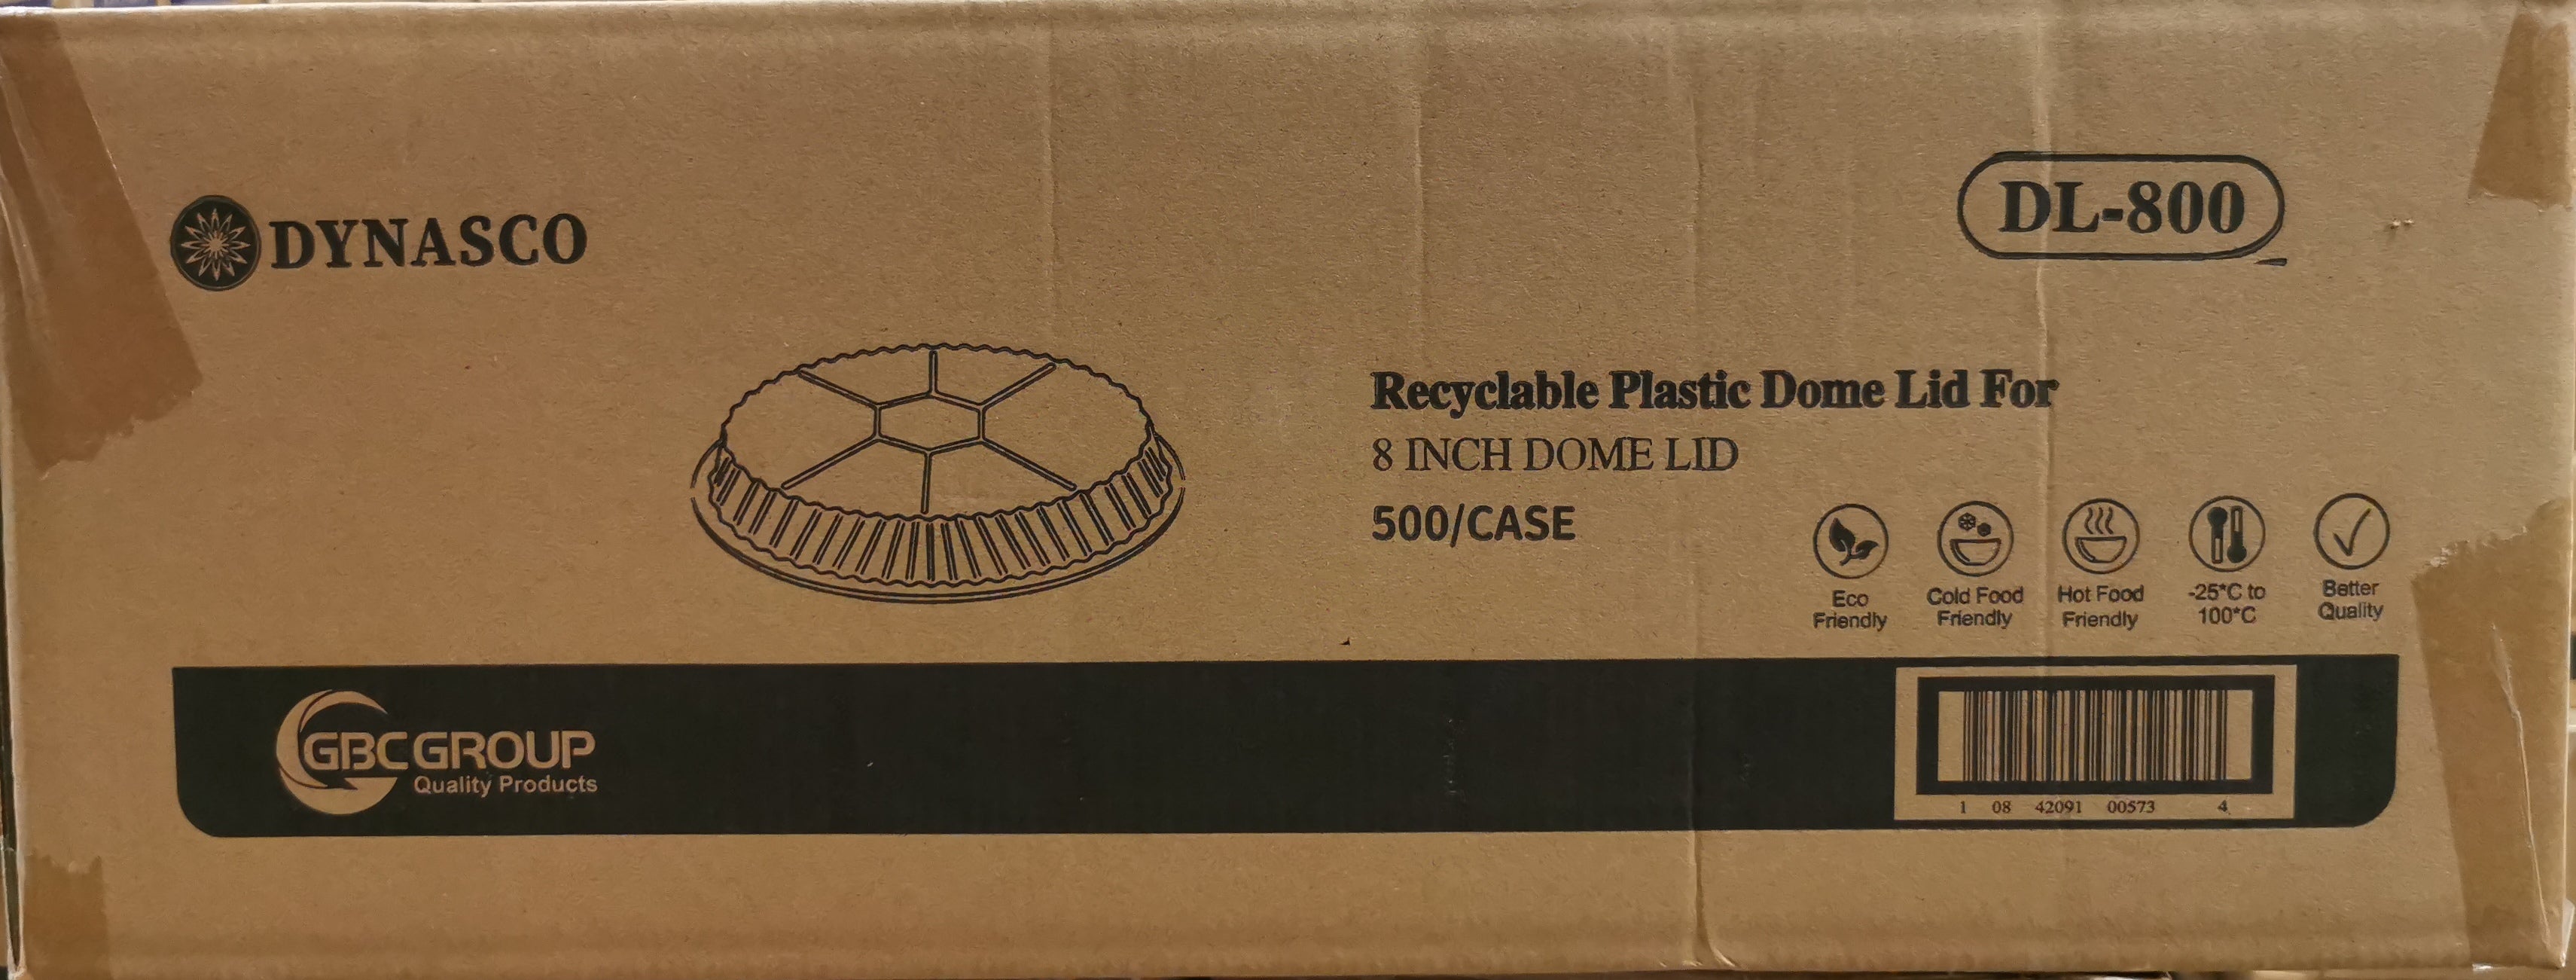 DYNASCO
DL-800
Recyclable Plastic Dome Lid For
8 INCH DOME LID
500/CASE
Eco
Friendly
Cold Food
Friendly
Hot Food
Friendly
-25*C to
100*C
Better
Quality
GBC GROUP
Quality Products
1 08 42091 00573 4